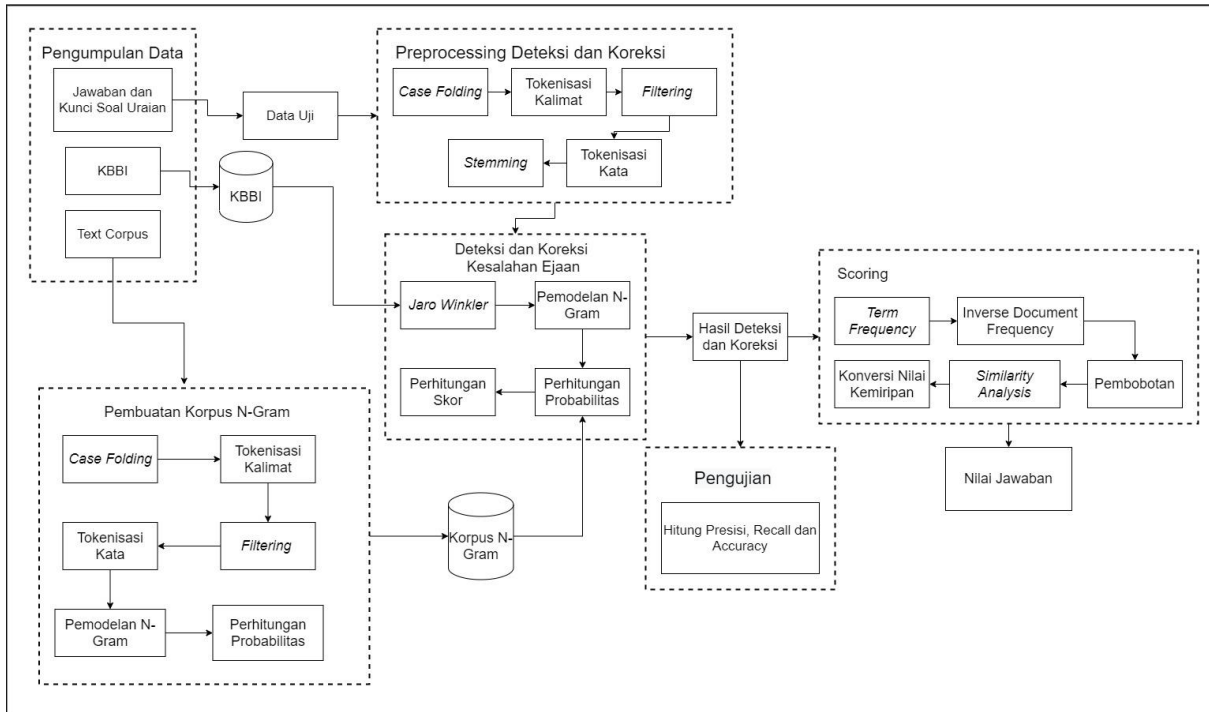 Pengumpulan Data
Jawaban dan
Kunci Soal Uraian
KBBI
Text Corpus
Data Uji
KBBI
Preprocessing Deteksi dan Koreksi
Case Folding
Tokenisasi
Kalimat
Filtering
Stemming
Tokenisasi
Kata
Deteksi dan Koreksi
Kesalahan Ejaan
Jaro Winkler
Pemodelan N-
Gram
Perhitungan
Skor
Perhitungan
Probabilitas
Hasil Deteksi
dan Koreksi
Scoring
Term
Frequency
Inverse Document
Frequency
Konversi Nilai
Kemiripan
Similarity
Analysis
Pembobotan
Nilai Jawaban
Pengujian
Hitung Presisi, Recall dan
Accuracy
Pembuatan Korpus N-Gram
Case Folding
Tokenisasi
Kalimat
Tokenisasi
Kata
Filtering
Pemodelan N-
Gram
Perhitungan
Probabilitas
Korpus N-
Gram